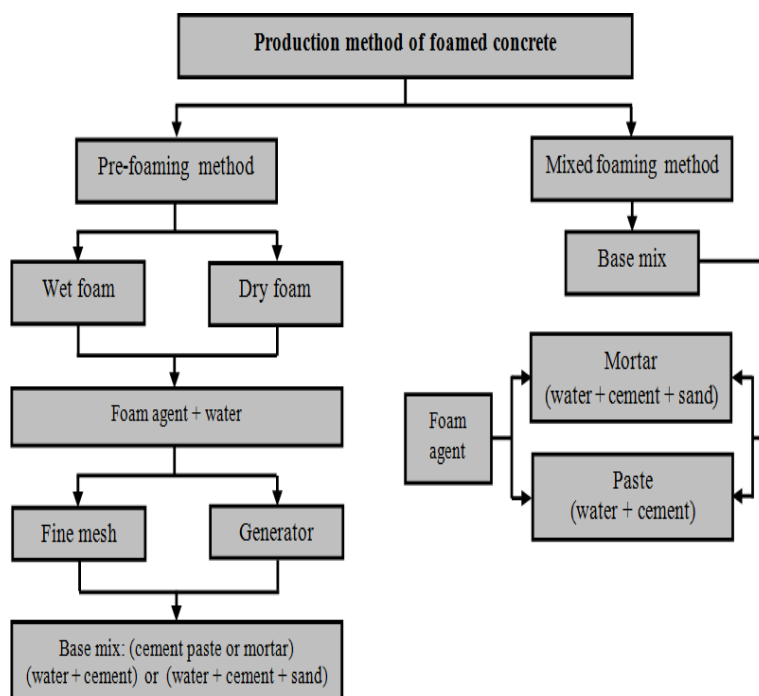 Production method of foamed concrete
Pre-foaming method
Mixed foaming method
Base mix
Wet foam
Dry foam
Mortar
(water + cement + sand)
Foam agent + water
Foam
agent
Paste
(water + cement)
Fine mesh
Generator
Base mix: (cement paste or mortar)
(water + cement) or (water + cement + sand)